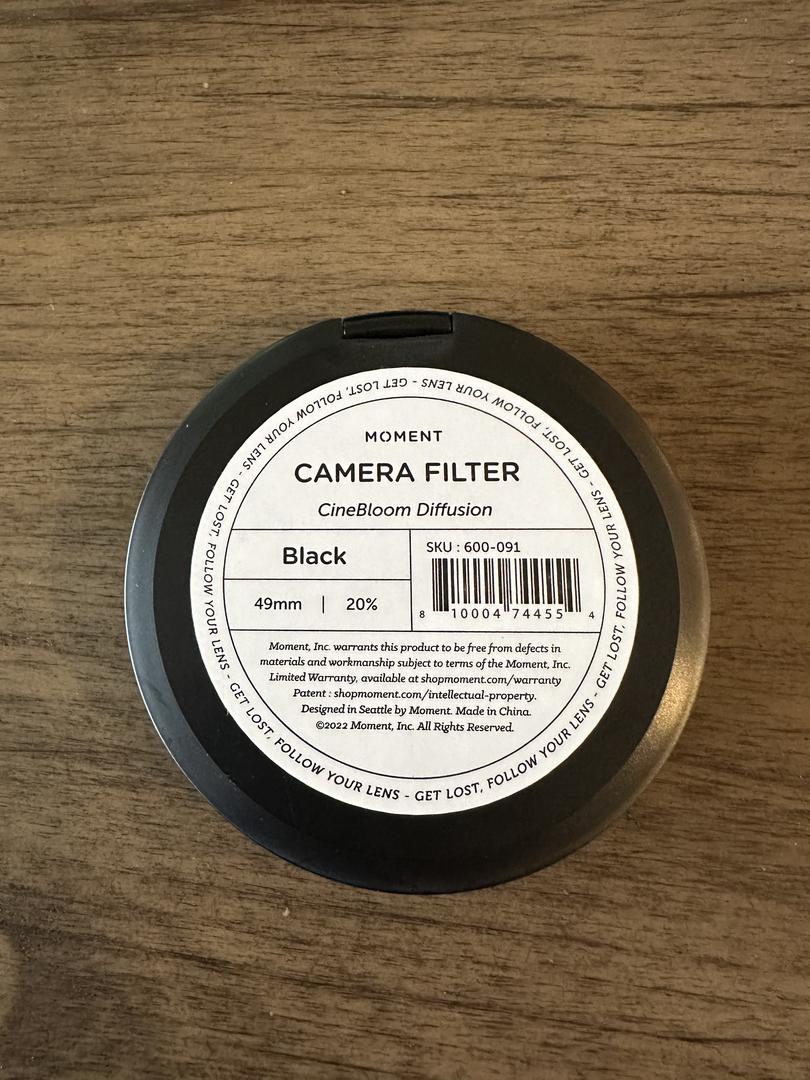 MOMENT
CAMERA FILTER
CineBloom Diffusion
Black
49mm | 20%
SKU : 600-091
8 10004 74455 4
Moment, Inc. warrants this product to be free from defects in
materials and workmanship subject to terms of the Moment, Inc.
Limited Warranty, available at shopmoment.com/warranty
Patent : shopmoment.com/intellectual-property.
Designed in Seattle by Moment. Made in China.
©2022 Moment, Inc. All Rights Reserved.
GET LOST, FOLLOW YOUR LENS - GET LOST, FOLLOW YOUR LENS - GET LOST, FOLLOW YOUR LENS - GET LOST, FOLLOW YOUR LENS - GET LOST, FOLLOW YOUR LENS - GET LOST, FOLLOW YOUR LENS -